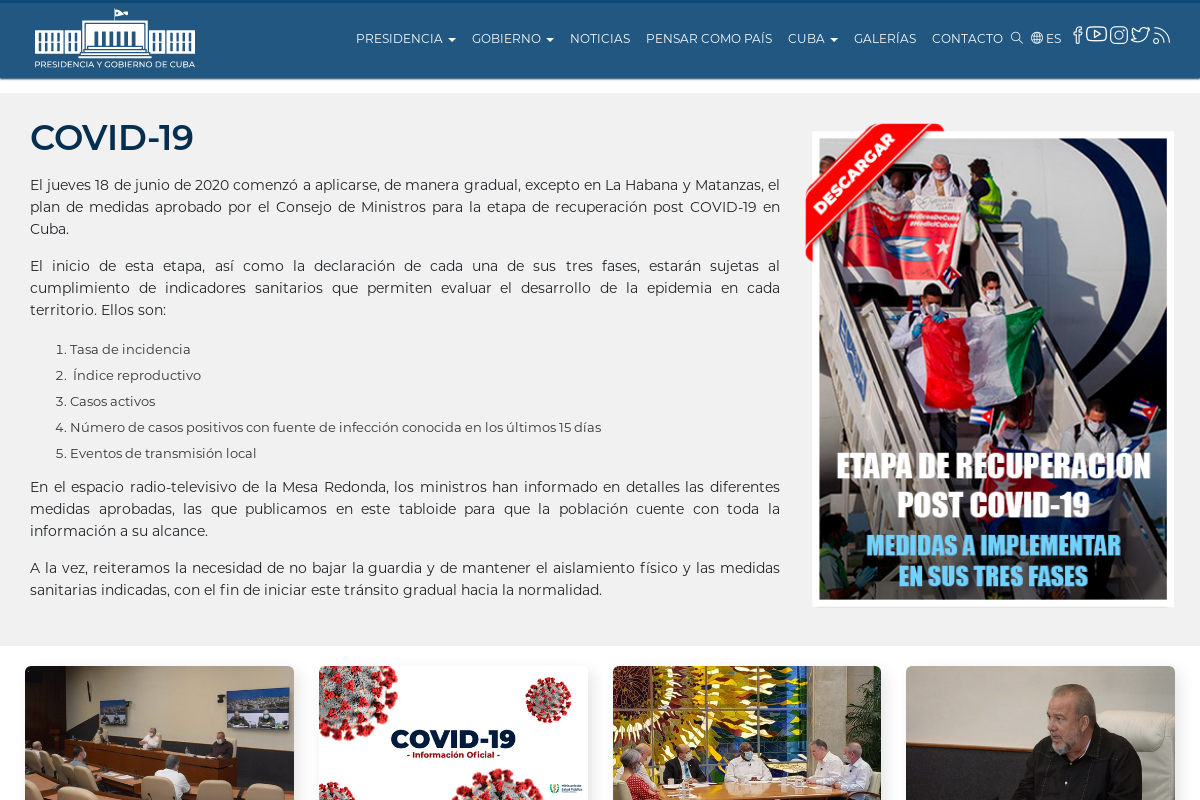 PRESIDENCIA Y GOBIERNO DE CUBA
PRESIDENCIA
GOBIERNO
NOTICIAS
PENSAR COMO PAÍS
CUBA
GALERÍAS
CONTACTO
ES
COVID-19
El jueves 18 de junio de 2020 comenzó a aplicarse, de manera gradual, excepto en La Habana y Matanzas, el
plan de medidas aprobado por el Consejo de Ministros para la etapa de recuperación post COVID-19 en
Cuba.
El inicio de esta etapa, así como la declaración de cada una de sus tres fases, estarán sujetas al
cumplimiento de indicadores sanitarios que permiten evaluar el desarrollo de la epidemia en cada
territorio. Ellos son:
1. Tasa de incidencia
2. Índice reproductivo
3. Casos activos
4. Número de casos positivos con fuente de infección conocida en los últimos 15 días
5. Eventos de transmisión local
En el espacio radio-televisivo de la Mesa Redonda, los ministros han informado en detalles las diferentes
medidas aprobadas, las que publicamos en este tabloide para que la población cuente con toda la
información a su alcance.
A la vez, reiteramos la necesidad de no bajar la guardia y de mantener el aislamiento físico y las medidas
sanitarias indicadas, con el fin de iniciar este tránsito gradual hacia la normalidad.
DESCARGAR
ETAPA DE RECUPERACIÓN
POST COVID-19
MEDIDAS A IMPLEMENTAR
EN SUS TRES FASES
COVID-19
- Información Oficial -